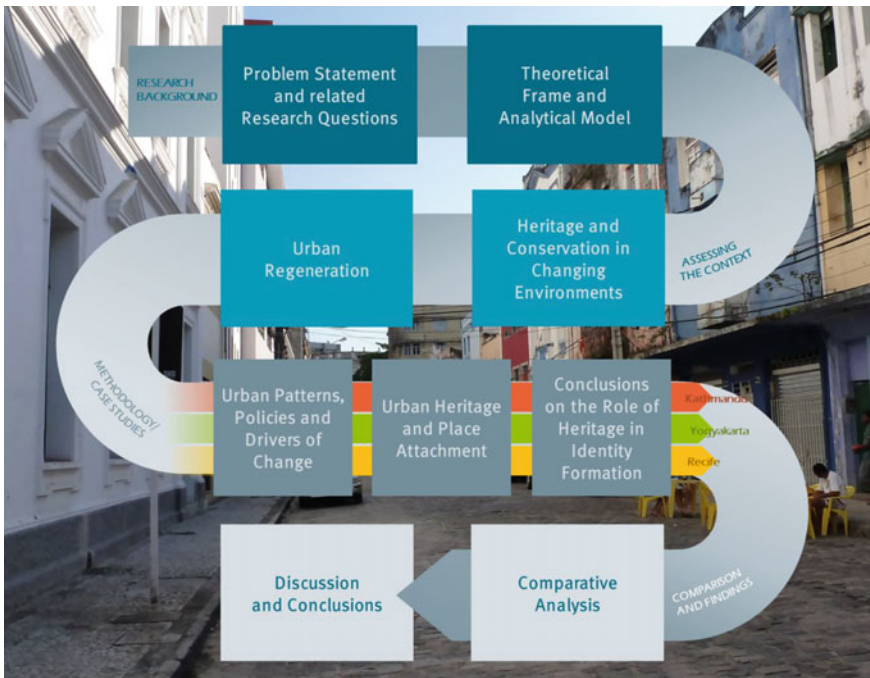 RESEARCH
BACKGROUND
Problem Statement
and related
Research Questions
Theoretical
Frame and
Analytical Model
ASSESSING
THE CONTEXT
Heritage and
Conservation in
Changing
Environments
Urban
Regeneration
METHODOLOGY/
CASE STUDIES
Urban Patterns,
Policies and
Drivers of
Change
Urban Heritage
and Place
Attachment
Conclusions
on the Role of
Heritage in
Identity
Formation
Kathmandu
Yogyakarta
Recife
COMPARISON
AND FINDINGS
Comparative
Analysis
Discussion
and Conclusions